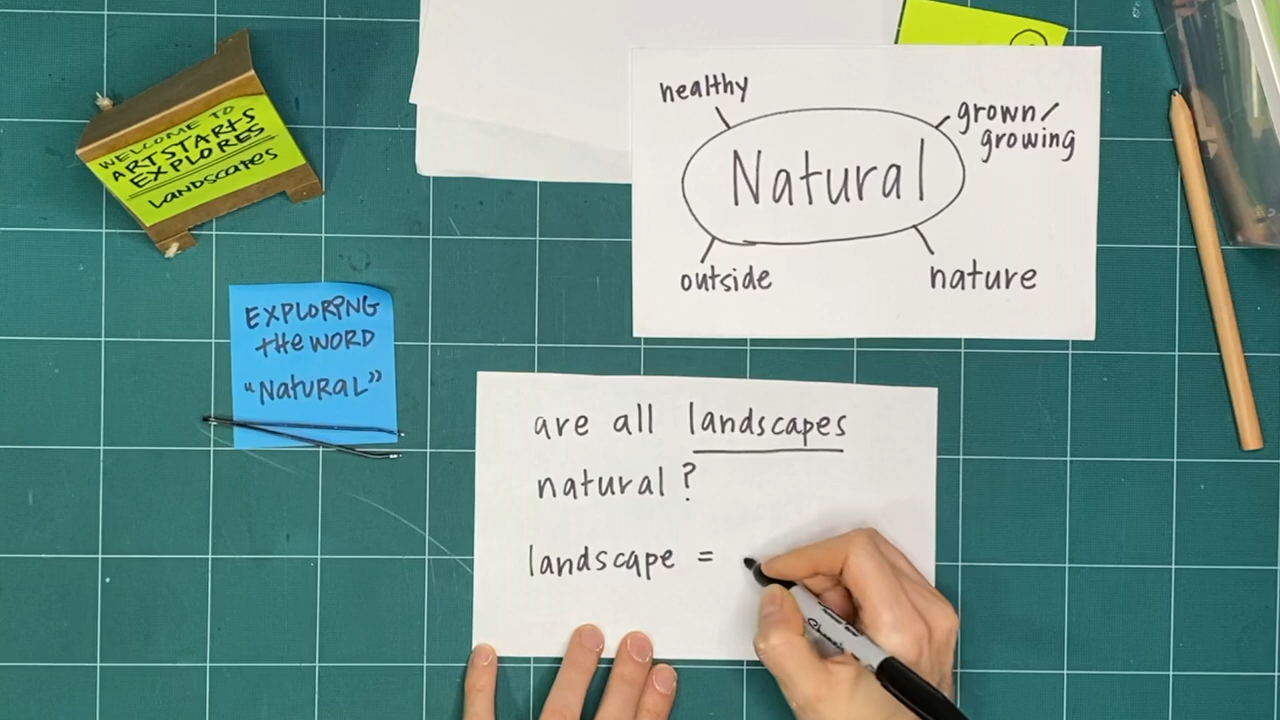 WELCOME TO
ARTSTARTS
EXPLORES
LANDSCAPES
healthy
grown/
growing
Natural
outside
nature
EXPLORING
the WORD
"NaturaL"
are all landscapes
natural?
landscape =